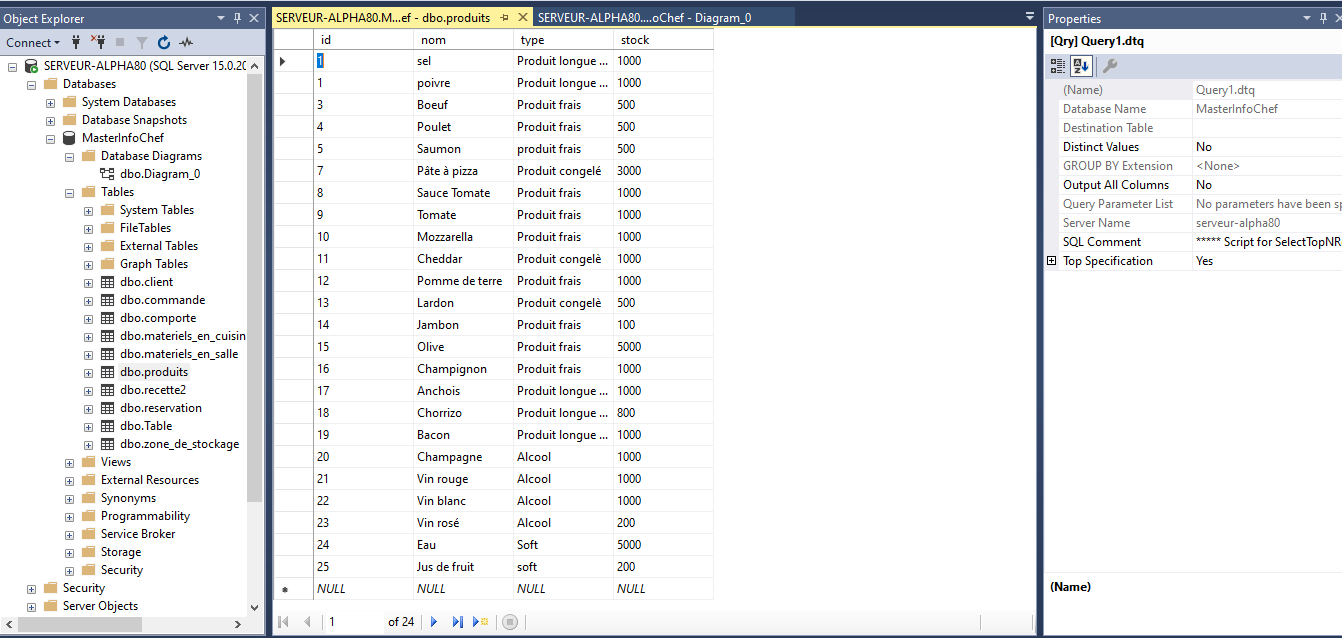 Object Explorer
Connect
SERVEUR-ALPHA80 (SQL Server 15.0.20
Databases
System Databases
Database Snapshots
MasterInfoChef
Database Diagrams
dbo.Diagram_0
Tables
System Tables
FileTables
External Tables
Graph Tables
dbo.client
dbo.commande
dbo.comporte
dbo.materiels_en_cuisin
dbo.materiels_en_salle
dbo.produits
dbo.recette2
dbo.reservation
dbo.Table
dbo.zone_de_stockage
Views
External Resources
Synonyms
Programmability
Service Broker
Storage
Security
Security
Server Objects
SERVEUR-ALPHA80.M...ef - dbo.produits
SERVEUR-ALPHA80....oChef - Diagram_0
id nom type stock
1 sel Produit longue ... 1000
1 poivre Produit longue ... 1000
3 Boeuf Produit frais 500
4 Poulet Produit frais 500
5 Saumon produit frais 500
7 Pâte à pizza Produit congelé 3000
8 Sauce Tomate Produit frais 1000
9 Tomate Produit frais 1000
10 Mozzarella Produit frais 1000
11 Cheddar Produit congelè 1000
12 Pomme de terre Produit frais 1000
13 Lardon Produit congelè 500
14 Jambon Produit frais 100
15 Olive Produit frais 5000
16 Champignon Produit frais 1000
17 Anchois Produit longue ... 1000
18 Chorrizo Produit longue ... 800
19 Bacon Produit longue ... 1000
20 Champagne Alcool 1000
21 Vin rouge Alcool 1000
22 Vin blanc Alcool 1000
23 Vin rosé Alcool 200
24 Eau Soft 5000
25 Jus de fruit soft 200
NULL NULL NULL NULL
1 of 24
Properties
[Qry] Query1.dtq
(Name) Query1.dtq
Database Name MasterInfoChef
Destination Table
Distinct Values No
GROUP BY Extension <None>
Output All Columns No
Query Parameter List No parameters have been sp
Server Name serveur-alpha80
SQL Comment ***** Script for SelectTopNR
Top Specification Yes
(Name)